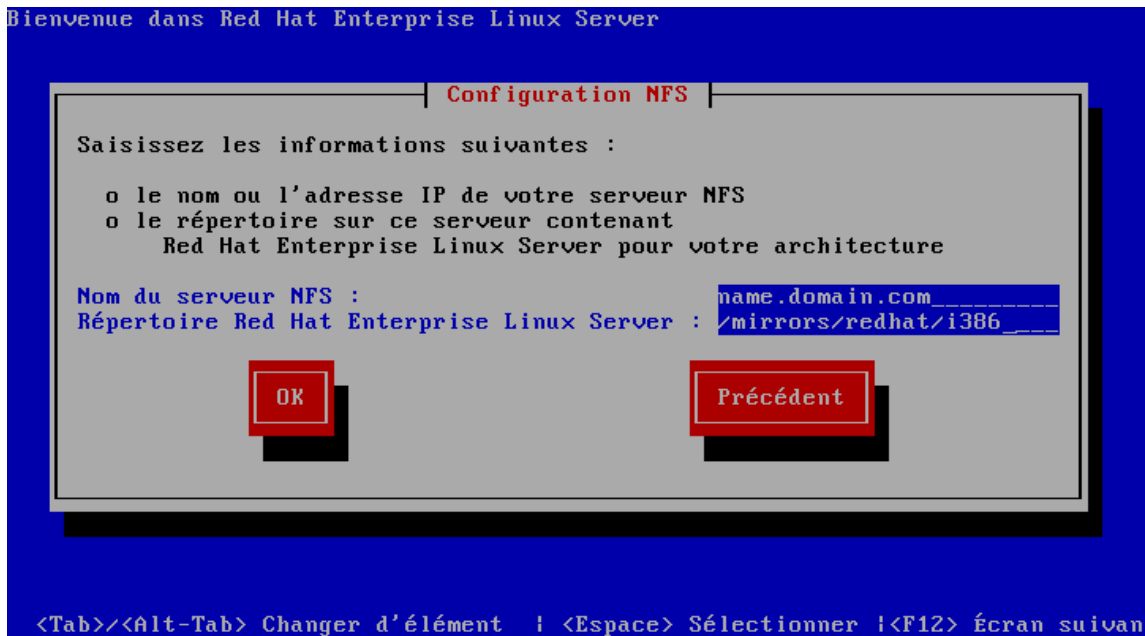 Bienvenue dans Red Hat Enterprise Linux Server
Configuration NFS
Saisissez les informations suivantes :
o le nom ou l'adresse IP de votre serveur NFS
o le répertoire sur ce serveur contenant
Red Hat Enterprise Linux Server pour votre architecture
Nom du serveur NFS : name.domain.com_________
Répertoire Red Hat Enterprise Linux Server : /mirrors/redhat/i386____
OK Précédent
<Tab>/<Alt-Tab> Changer d'élément | <Espace> Sélectionner |<F12> Écran suivan